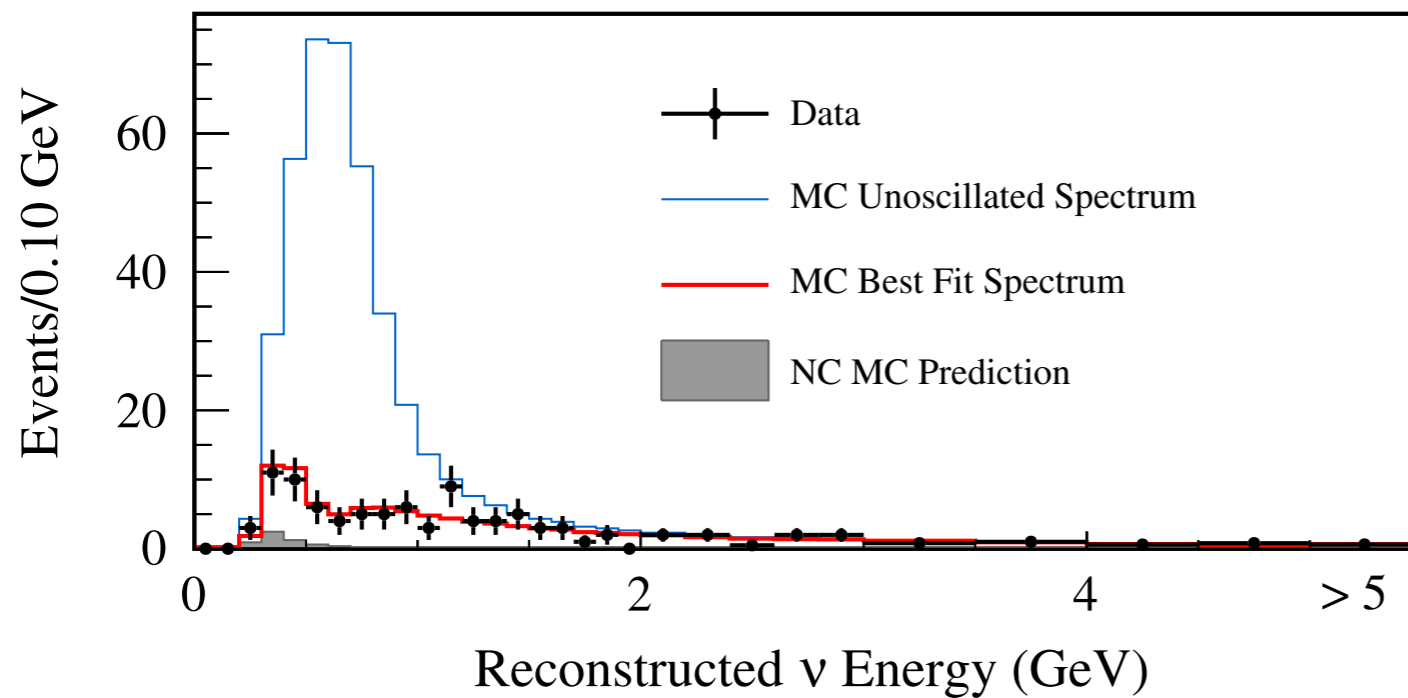 Events/0.10 GeV
60
40
20
0
Data
MC Unoscillated Spectrum
MC Best Fit Spectrum
NC MC Prediction
0 2 4 > 5
Reconstructed ν Energy (GeV)